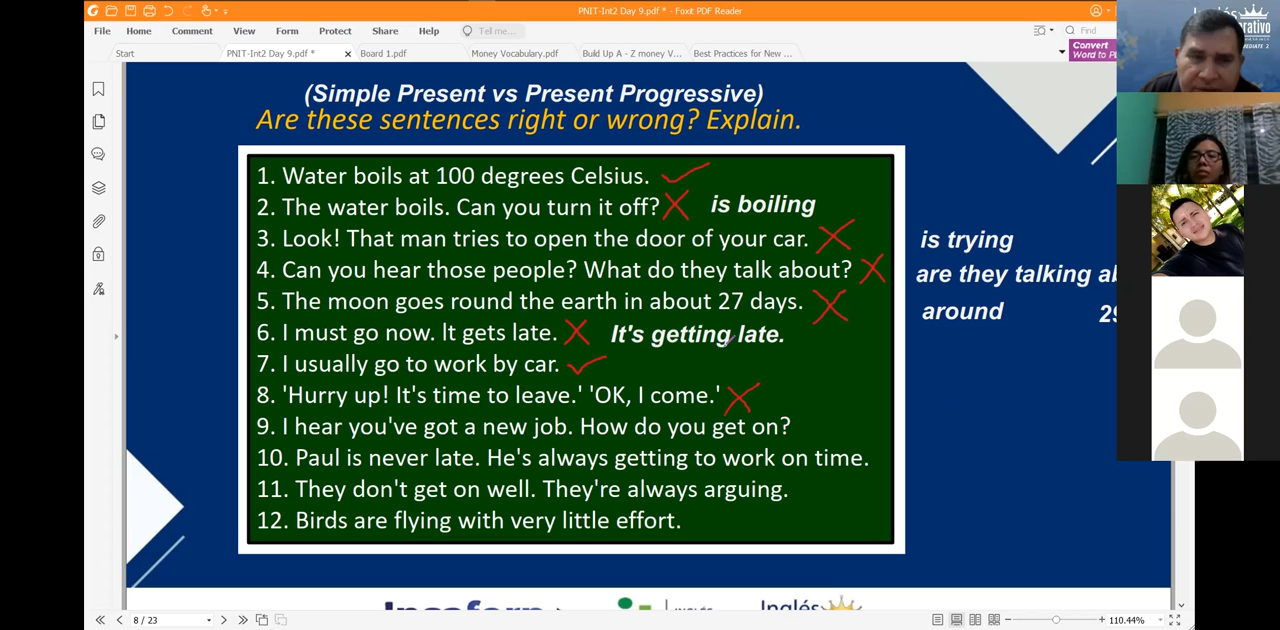 PNIT-Int2 Day 9.pdf * - Foxit PDF Reader
File Home Comment View Form Protect Share Help Tell me... Find
Start PNIT-Int2 Day 9.pdf * Board 1.pdf Money Vocabulary.pdf Build Up A - Z money V... Best Practices for New ...
Convert
Word to
Inglés
(Simple Present vs Present Progressive)
Are these sentences right or wrong? Explain.
1. Water boils at 100 degrees Celsius.
2. The water boils. Can you turn it off? is boiling
3. Look! That man tries to open the door of your car. is trying
4. Can you hear those people? What do they talk about? are they talking
5. The moon goes round the earth in about 27 days. around
6. I must go now. It gets late. It's getting late.
7. I usually go to work by car.
8. 'Hurry up! It's time to leave.' 'OK, I come.'
9. I hear you've got a new job. How do you get on?
10. Paul is never late. He's always getting to work on time.
11. They don't get on well. They're always arguing.
12. Birds are flying with very little effort.
Inglés
8 / 23
110.44%